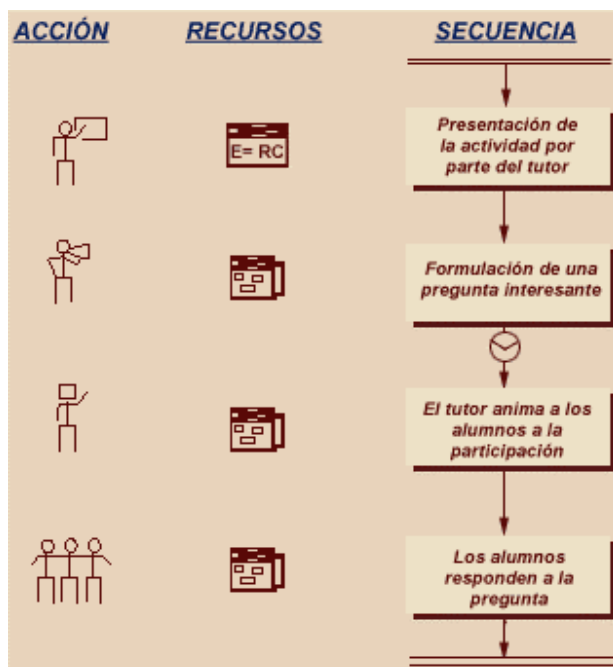 ACCIÓN RECURSOS SECUENCIA
E= RC
Presentación de
la actividad por
parte del tutor
Formulación de una
pregunta interesante
El tutor anima a los
alumnos a la
participación
Los alumnos
responden a la
pregunta